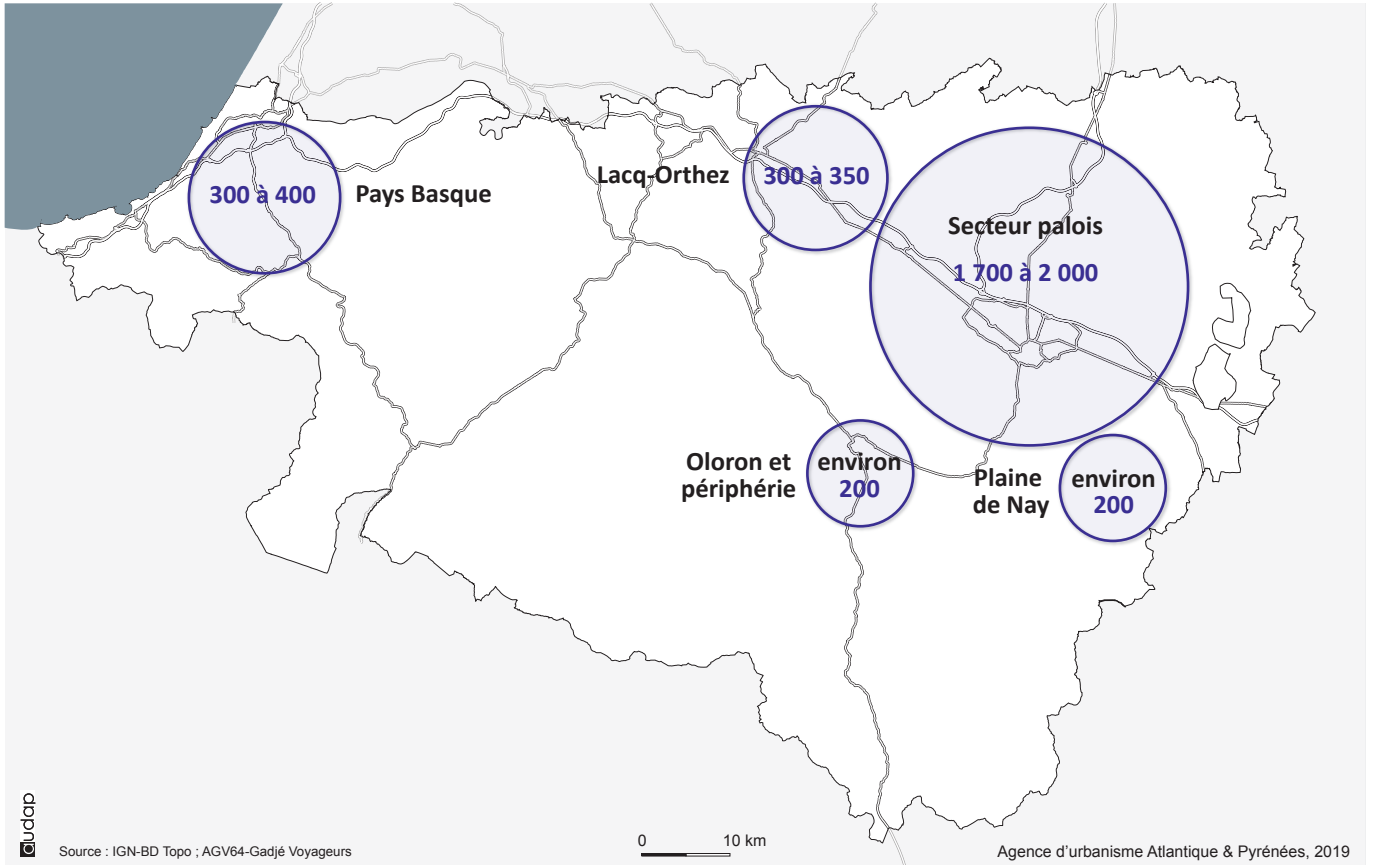 300 à 400
Pays Basque
Lacq-Orthez
300 à 350
Secteur palois
1 700 à 2 000
Oloron et
périphérie
environ
200
Plaine
de Nay
environ
200
audap
Source : IGN-BD Topo ; AGV64-Gadjé Voyageurs
0 10 km
Agence d'urbanisme Atlantique & Pyrénées, 2019